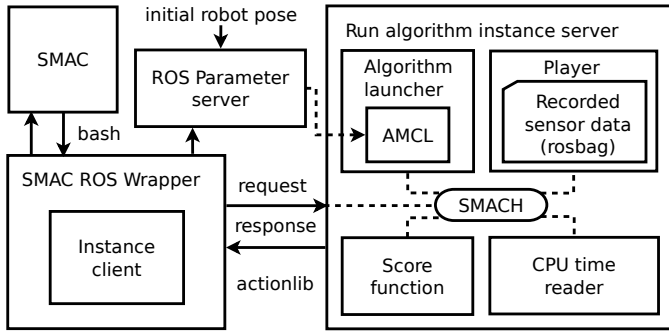 initial robot pose
SMAC
bash
ROS Parameter
server
SMAC ROS Wrapper
Instance
client
request
response
actionlib
Run algorithm instance server
Algorithm
launcher
AMCL
Player
Recorded
sensor data
(rosbag)
SMACH
Score
function
CPU time
reader